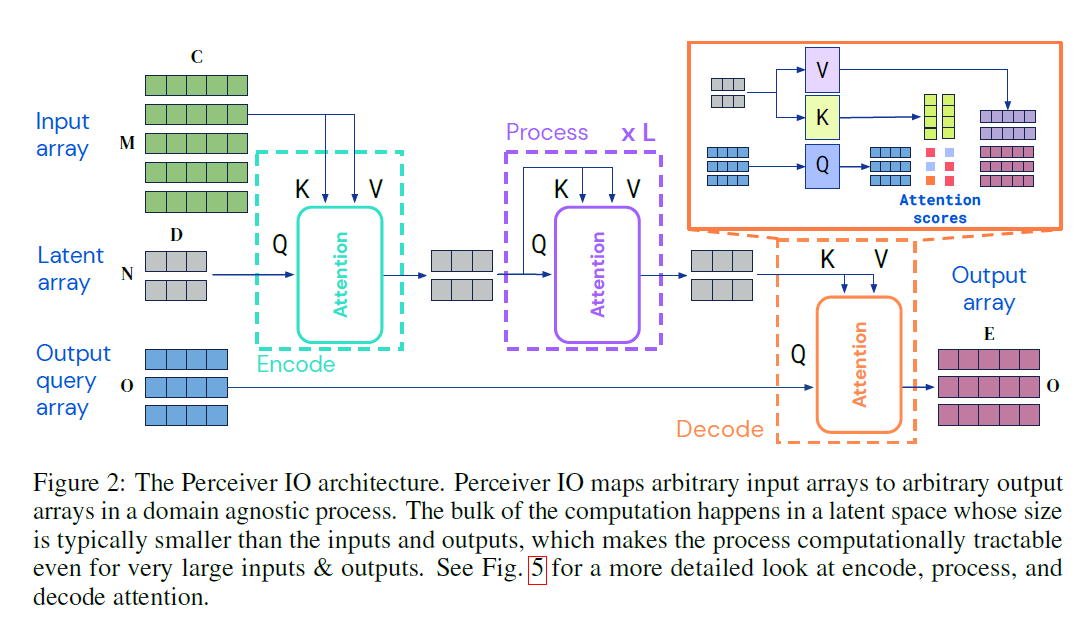 C
Input
array
M
D
Latent
array
N
Output
query
array
O
K V
Q
Attention
Encode
Process x L
K V
Q
Attention
V
K
Q
Attention
scores
K V
Q
Attention
Decode
Output
array
E
O
Figure 2: The Perceiver IO architecture. Perceiver IO maps arbitrary input arrays to arbitrary output
arrays in a domain agnostic process. The bulk of the computation happens in a latent space whose size
is typically smaller than the inputs and outputs, which makes the process computationally tractable
even for very large inputs & outputs. See Fig. 5 for a more detailed look at encode, process, and
decode attention.